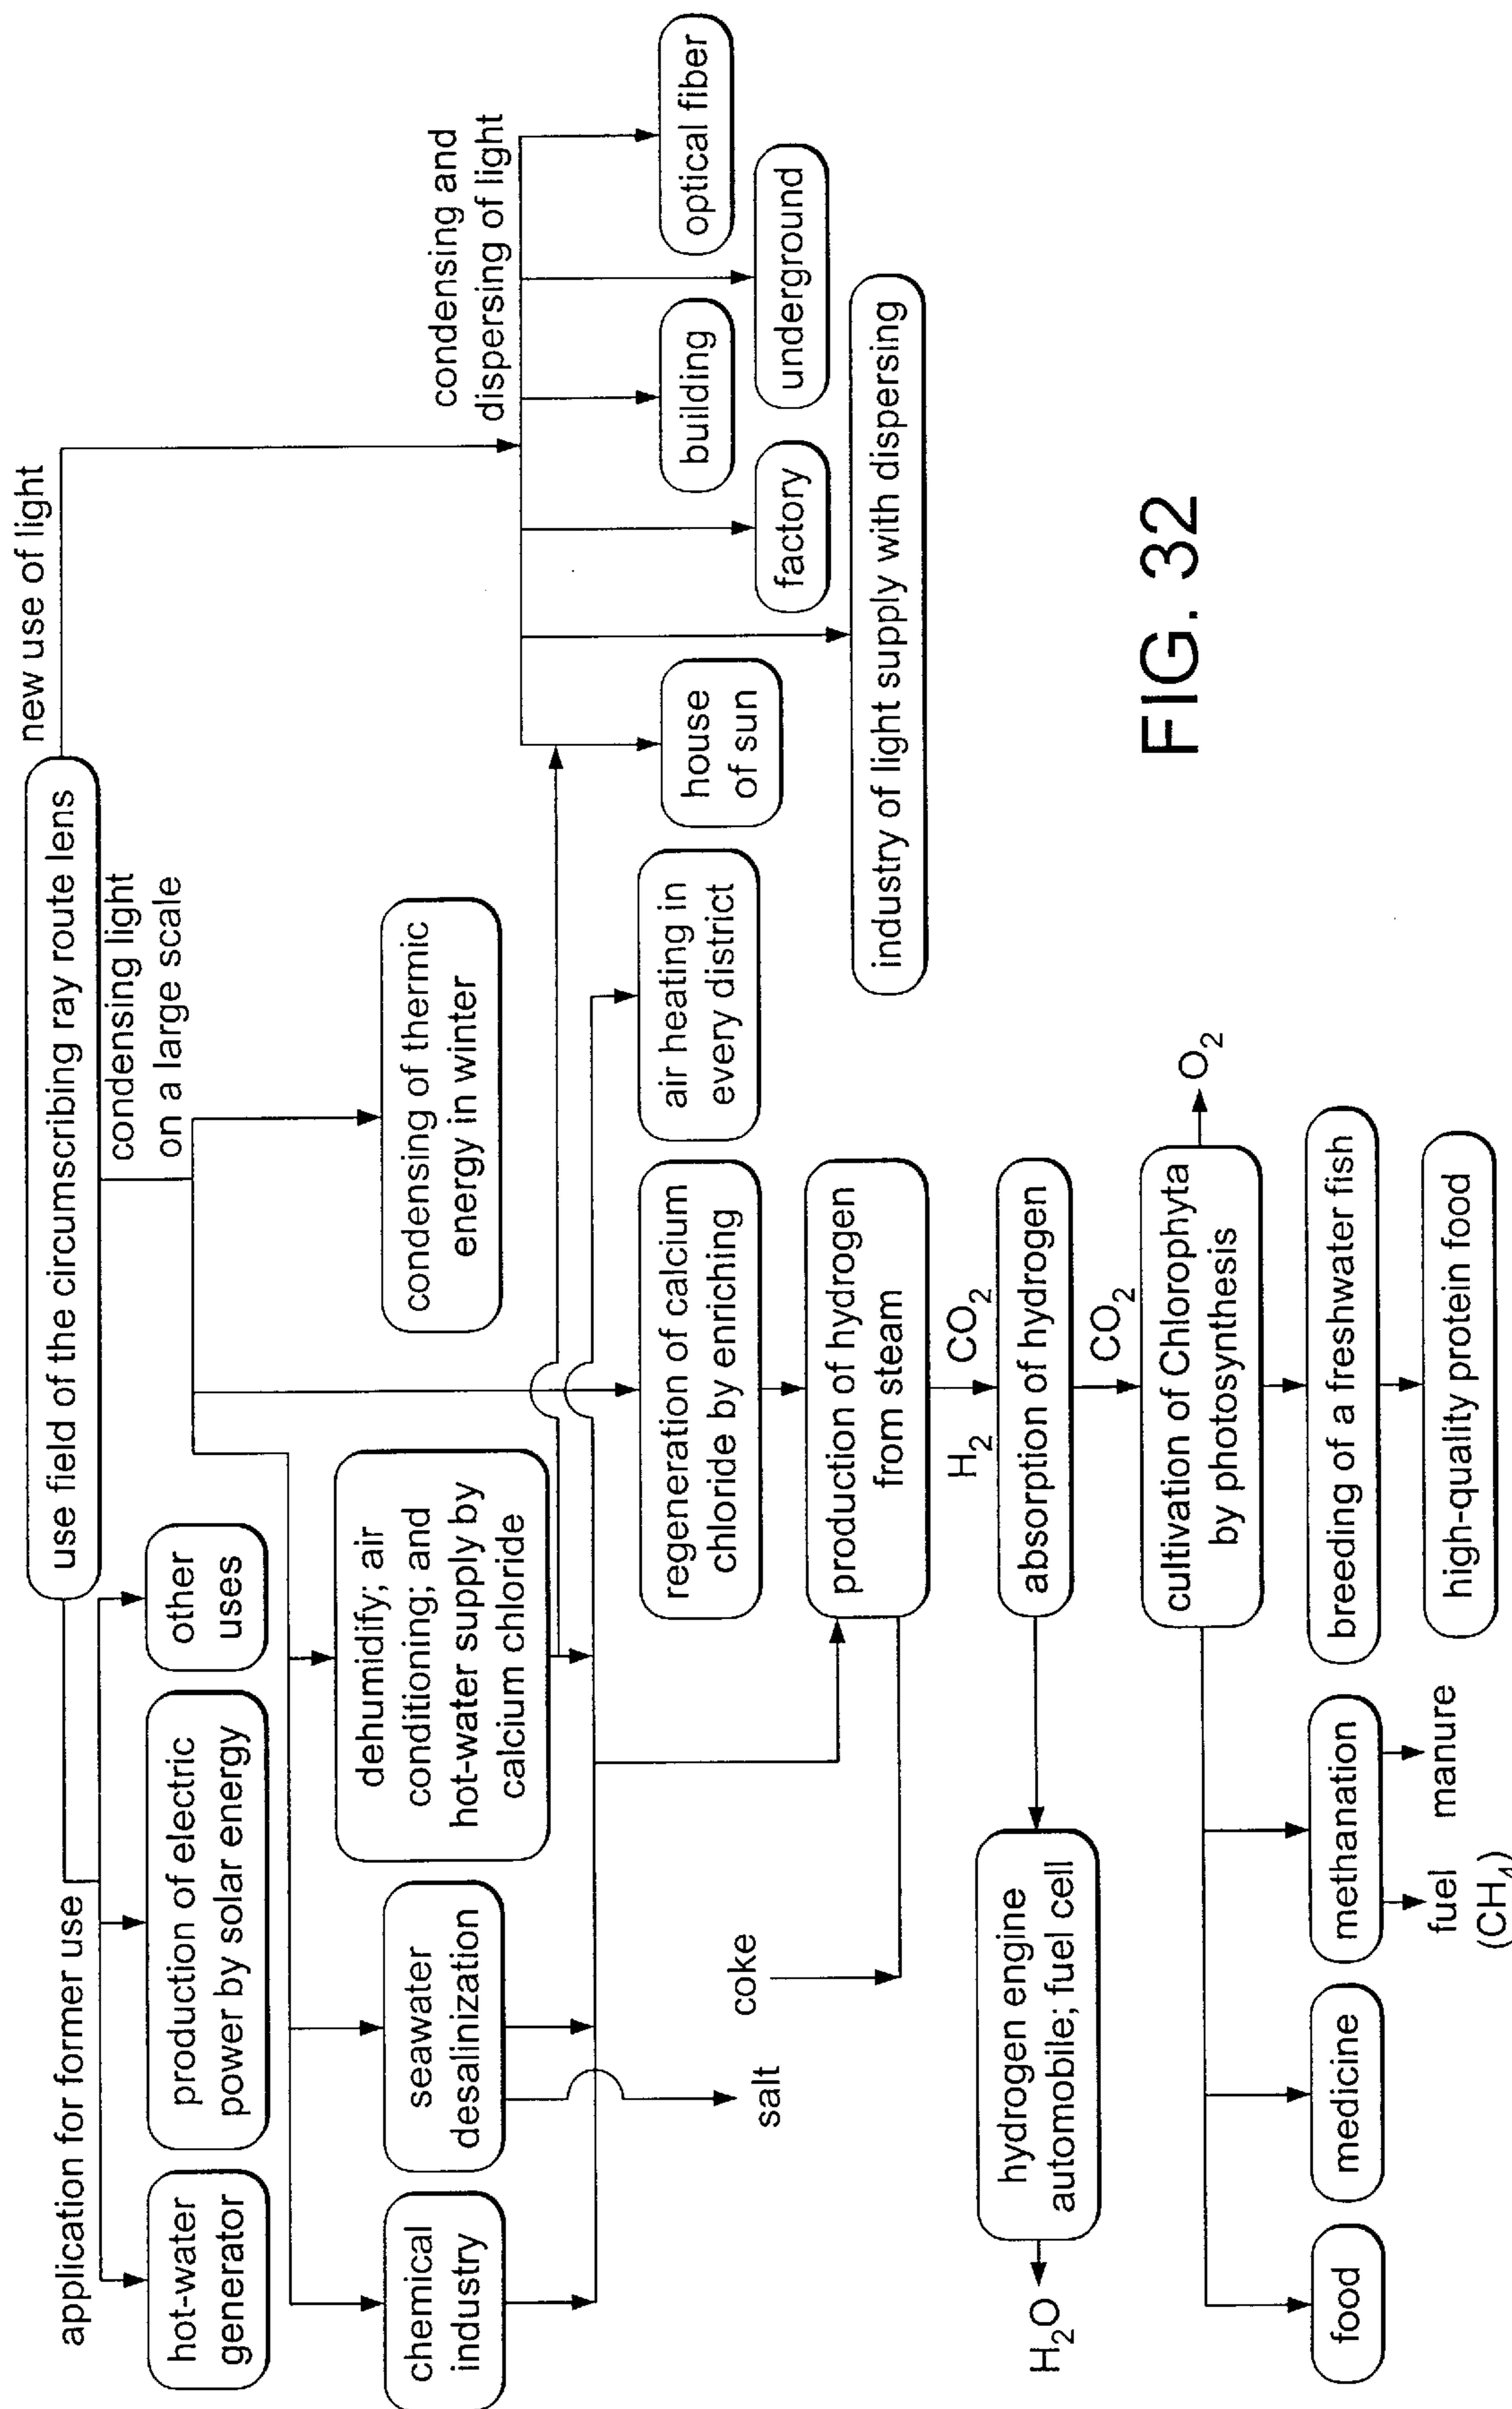 use field of the circumscribing ray route lens
new use of light
application for former use
condensing light
on a large scale
hot-water
generator
production of electric
power by solar energy
other
uses
chemical
industry
seawater
desalinization
dehumidify; air
conditioning; and
hot-water supply by
calcium chloride
condensing of thermic
energy in winter
condensing and
dispersing of light
salt
coke
regeneration of calcium
chloride by enriching
air heating in
every district
house
of sun
factory
building
underground
optical fiber
industry of light supply with dispersing
production of hydrogen
from steam
H2 CO2
H2O
hydrogen engine
automobile; fuel cell
absorption of hydrogen
CO2
cultivation of Chlorophyta
by photosynthesis
O2
food
medicine
methanation
breeding of a freshwater fish
fuel
(CH4)
manure
high-quality protein food
FIG. 32